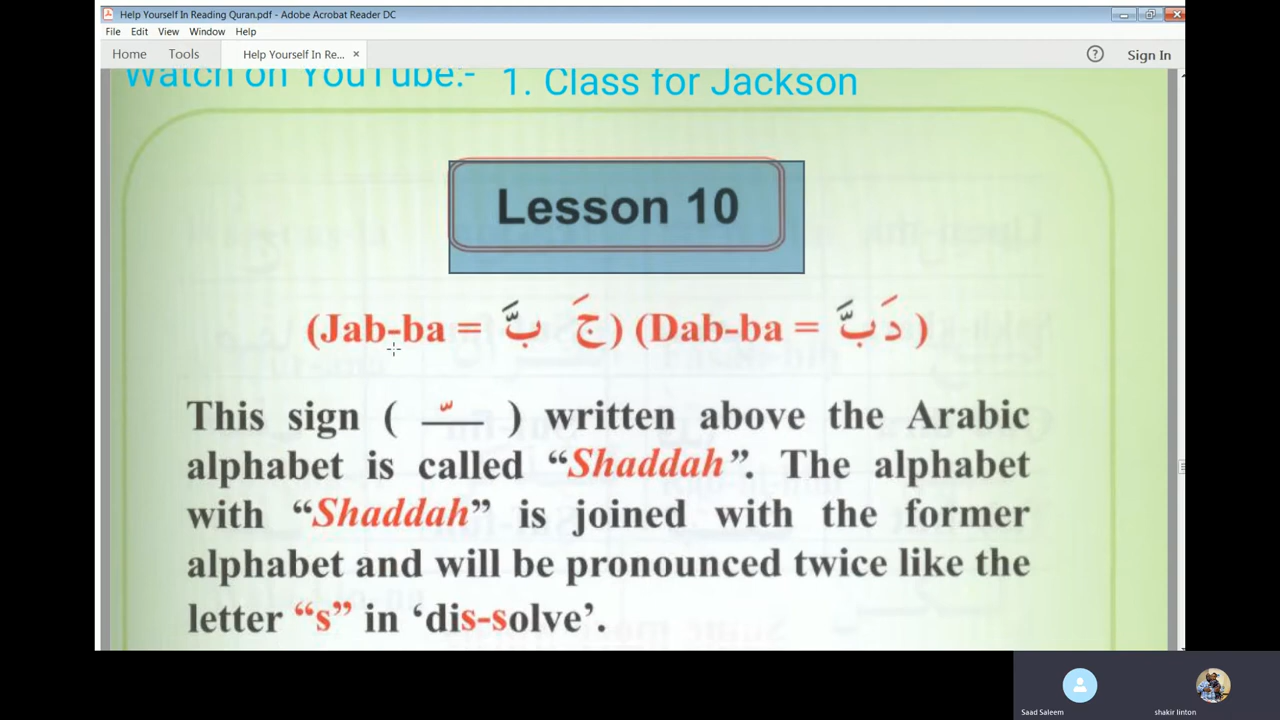 Help Yourself In Reading Quran.pdf - Adobe Acrobat Reader DC
File Edit View Window Help
Home Tools Help Yourself In Re... × ? Sign In
Watch on YouTube:- 1. Class for Jackson
Lesson 10
(Jab-ba = جَ بَّ) (Dab-ba = دَبَّ )
This sign ( ّ ) written above the Arabic
alphabet is called “Shaddah”. The alphabet
with “Shaddah” is joined with the former
alphabet and will be pronounced twice like the
letter “s” in ‘dis-solve’.
Saad Saleem
shakir linton